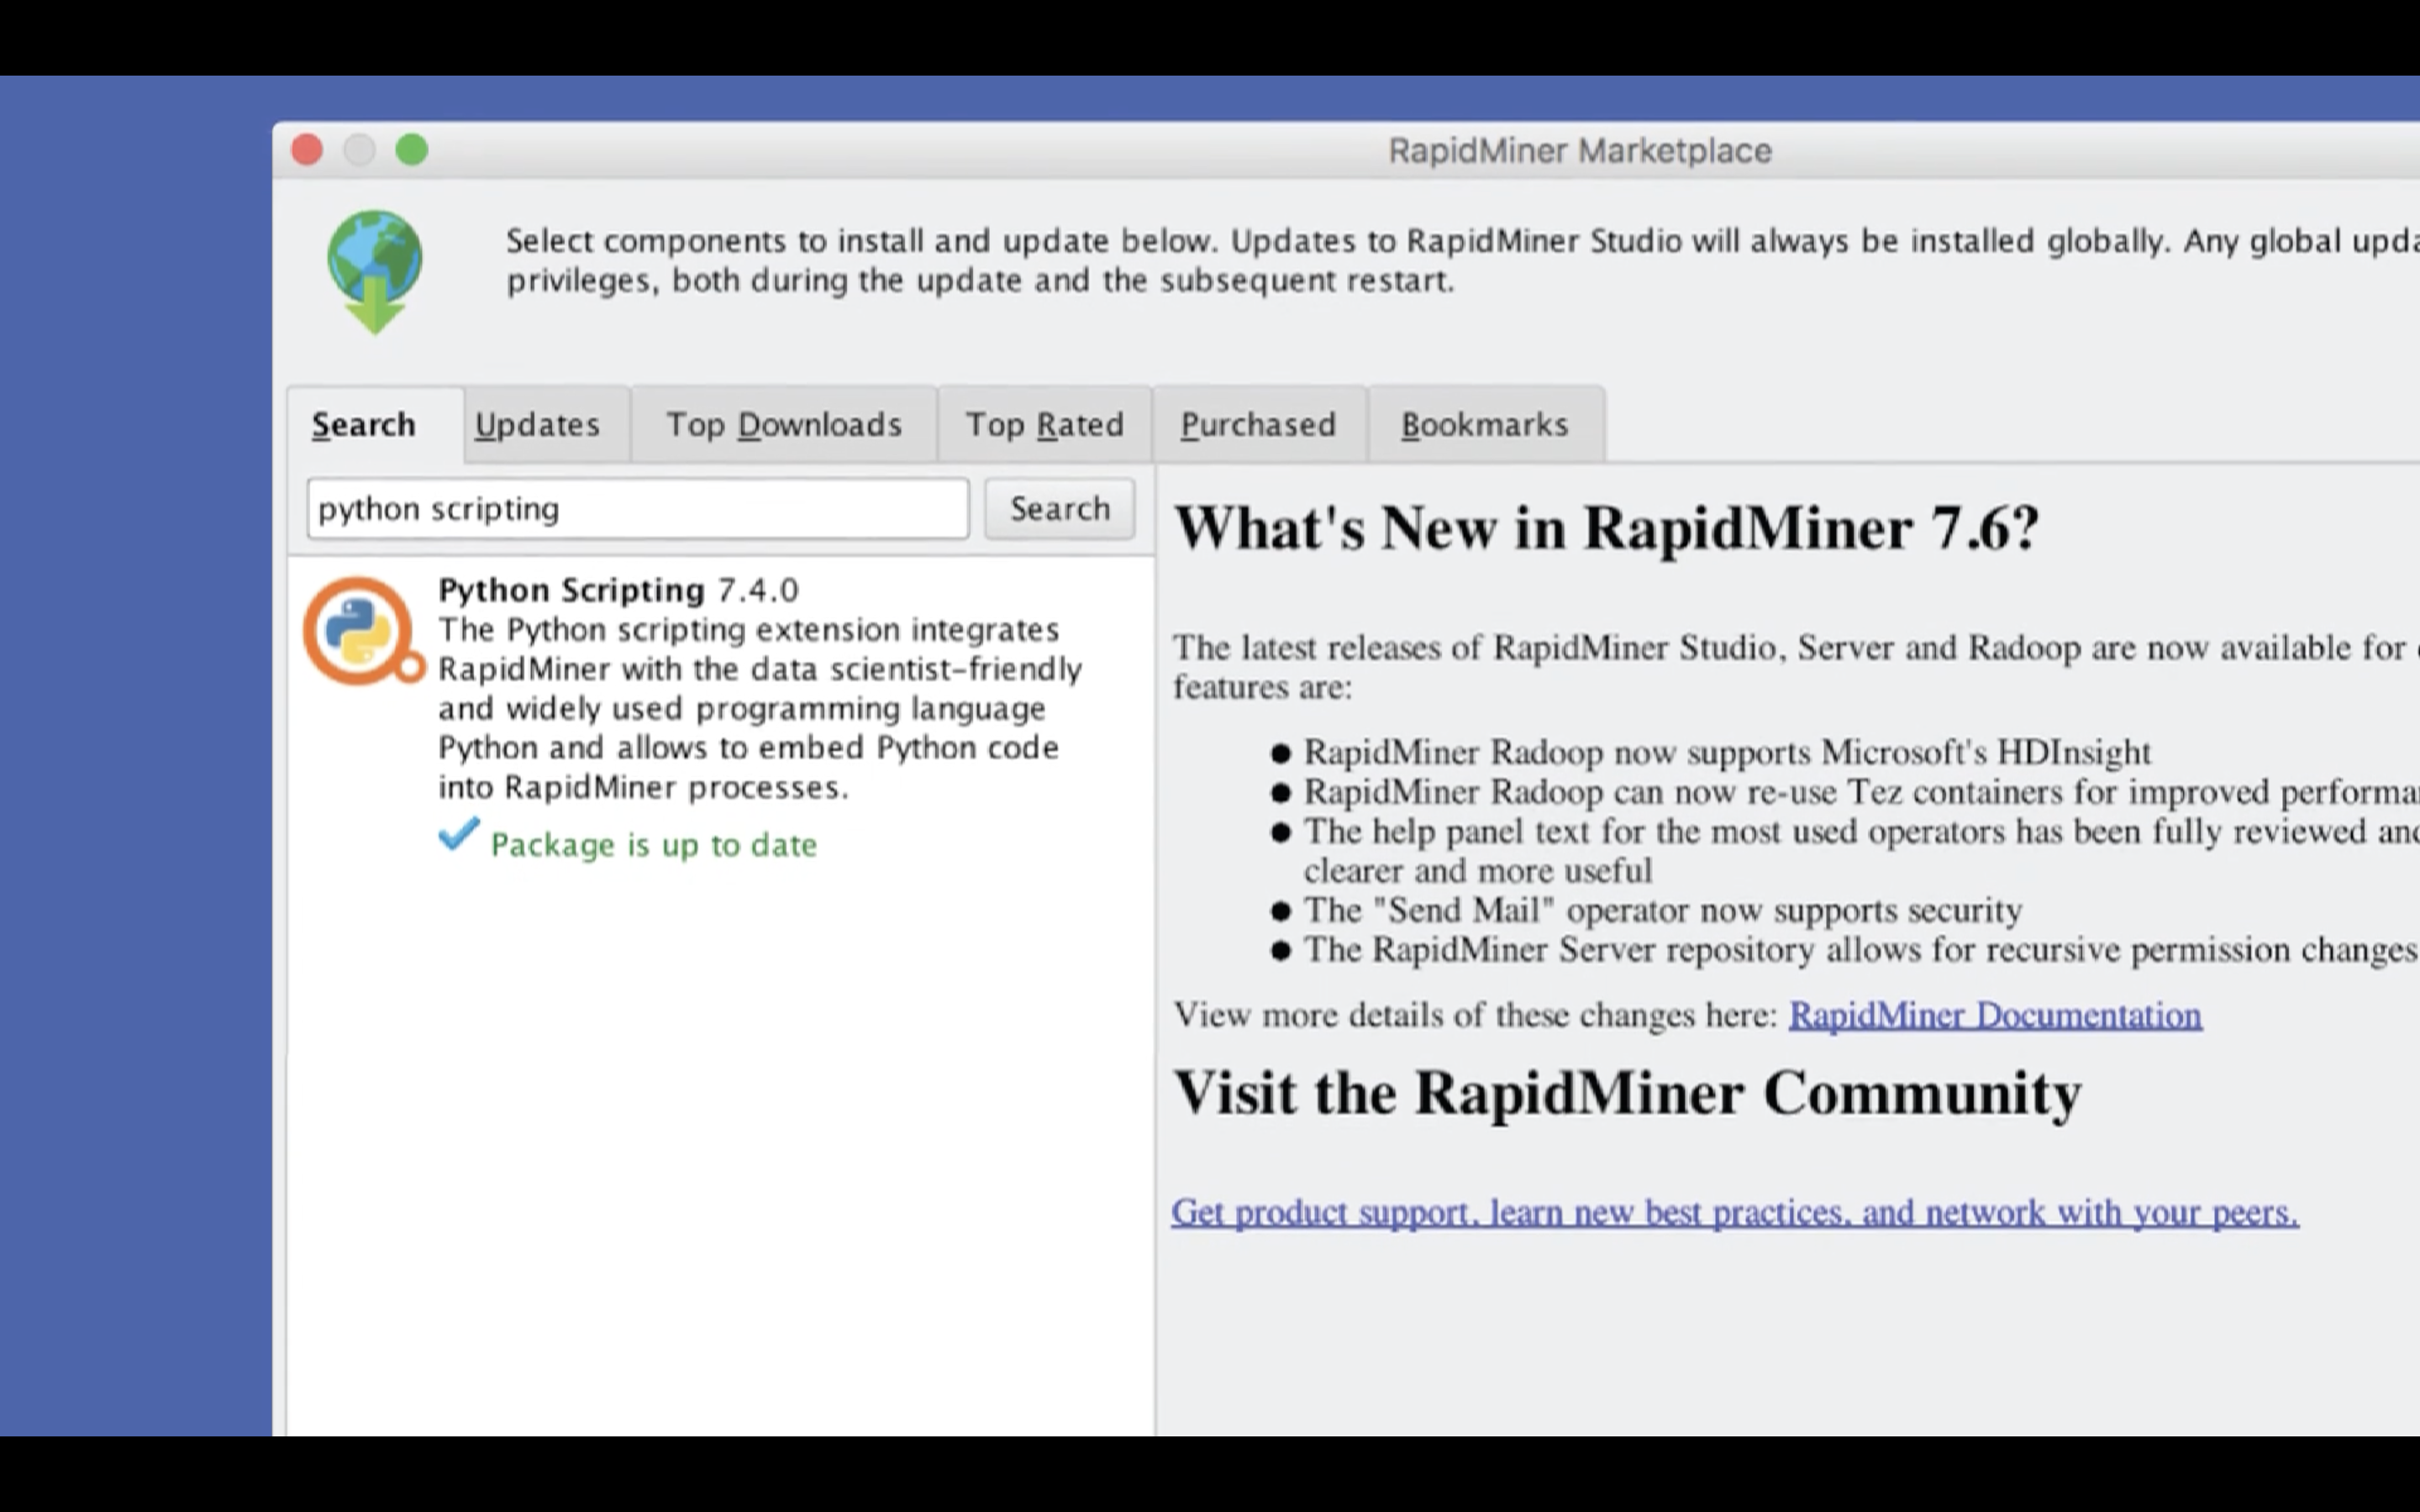 RapidMiner Marketplace
Select components to install and update below. Updates to RapidMiner Studio will always be installed globally. Any global
privileges, both during the update and the subsequent restart.
Search Updates Top Downloads Top Rated Purchased Bookmarks
python scripting Search
Python Scripting 7.4.0
The Python scripting extension integrates
RapidMiner with the data scientist-friendly
and widely used programming language
Python and allows to embed Python code
into RapidMiner processes.
Package is up to date
What's New in RapidMiner 7.6?
The latest releases of RapidMiner Studio, Server and Radoop are now available for
features are:
● RapidMiner Radoop now supports Microsoft's HDInsight
● RapidMiner Radoop can now re-use Tez containers for improved
● The help panel text for the most used operators has been fully reviewed
clearer and more useful
● The "Send Mail" operator now supports security
● The RapidMiner Server repository allows for recursive permission changes
View more details of these changes here: RapidMiner Documentation
Visit the RapidMiner Community
Get product support, learn new best practices, and network with your peers.